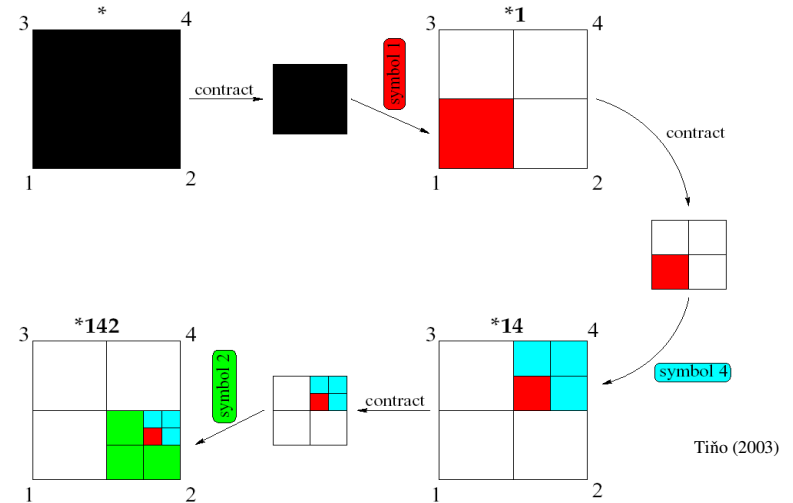 *
3 4
1 2
contract
symbol 1
*1
3 4
1 2
contract
symbol 4
*14
3 4
1 2
contract
symbol 2
*142
3 4
1 2
Tiňo (2003)